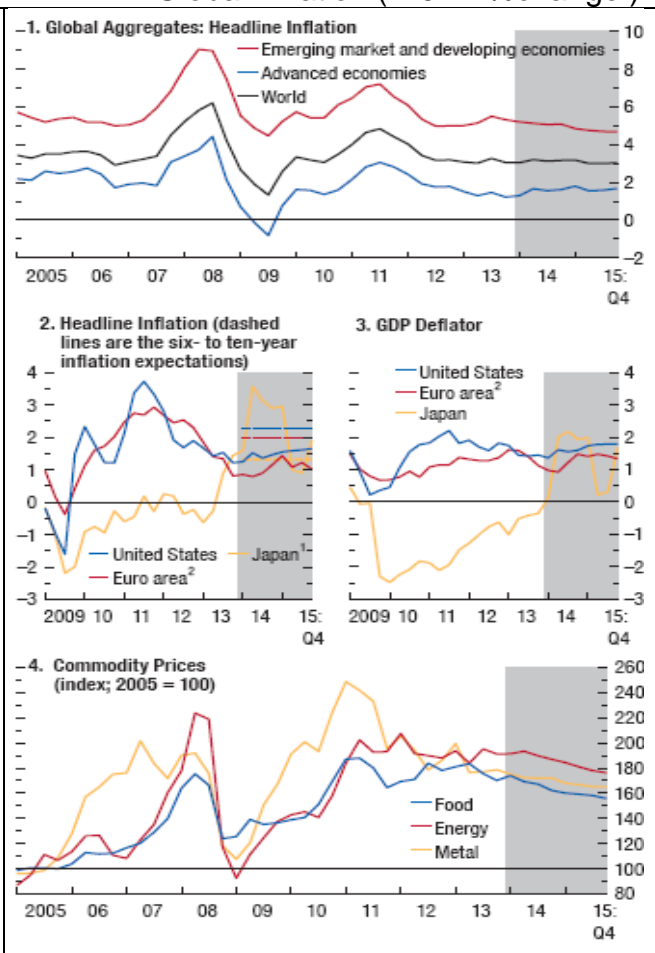 1. Global Aggregates: Headline Inflation
Emerging market and developing economies
Advanced economies
World
10
8
6
4
2
0
–2
2005 06 07 08 09 10 11 12 13 14 15:
Q4
2. Headline Inflation (dashed
lines are the six- to ten-year
inflation expectations)
4
3
2
1
0
–1
–2
–3
United States Japan¹
Euro area²
2009 10 11 12 13 14 15:
Q4
3. GDP Deflator
United States
Euro area²
Japan
4
3
2
1
0
–1
–2
–3
2009 10 11 12 13 14 15:
Q4
4. Commodity Prices
(index; 2005 = 100)
260
240
220
200
180
160
140
120
100
80
Food
Energy
Metal
2005 06 07 08 09 10 11 12 13 14 15:
Q4